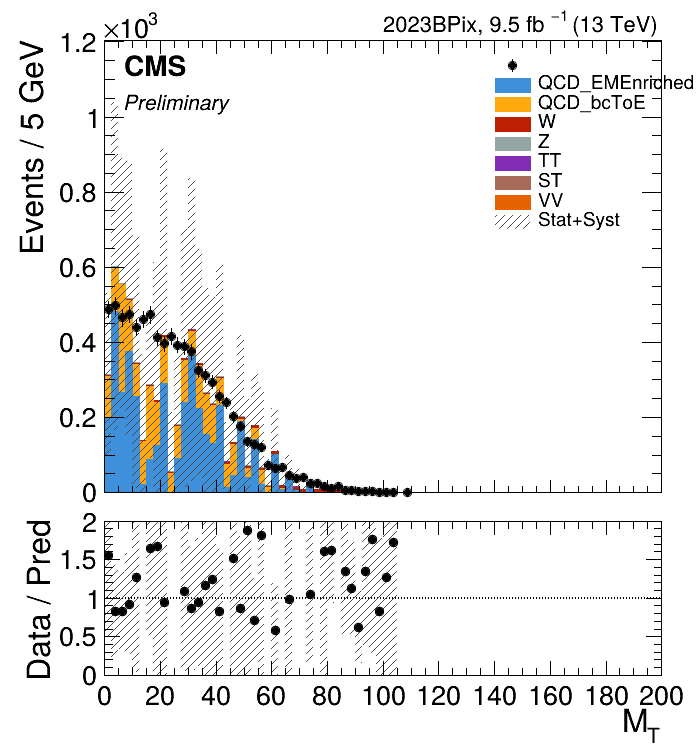 ×10³
2023BPix, 9.5 fb⁻¹ (13 TeV)
CMS
Preliminary
QCD_EMEnriched
QCD_bcToE
W
Z
TT
ST
VV
Stat+Syst
Events / 5 GeV
1.2
1
0.8
0.6
0.4
0.2
0
Data / Pred
2
1.5
1
0.5
0
0 20 40 60 80 100 120 140 160 180 200
M_T